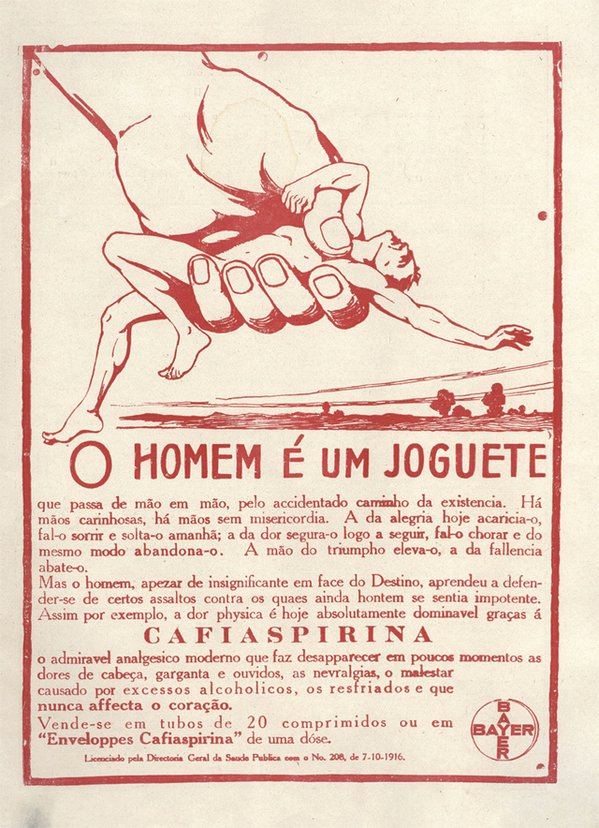 O HOMEM É UM JOGUETE
que passa de mão em mão, pelo accidentado caminho da existencia. Há
mãos carinhosas, há mãos sem misericordia. A da alegria hoje acaricia-o,
fal-o sorrir e solta-o amanhã; a da dor segura-o logo a seguir, fal-o chorar e do
mesmo modo abandona-o. A mão do triumpho eleva-o, a da fallencia
abate-o.
Mas o homem, apezar de insignificante em face do Destino, aprendeu a defen-
der-se de certos assaltos contra os quaes ainda hontem se sentia impotente.
Assim por exemplo, a dor physica é hoje absolutamente dominavel graças á
CAFIASPIRINA
o admiravel analgesico moderno que faz desapparecer em poucos momentos as
dores de cabeça, garganta e ouvidos, as nevralgias, o malestar
causado por excessos alcoholicos, os resfriados e que
nunca affecta o coração.
Vende-se em tubos de 20 comprimidos ou em
“Enveloppes Cafiaspirina” de uma dóse.
Licenciado pela Directoria Geral da Saude Publica com o No. 208, de 7-10-1916.
BAYER
BAYER